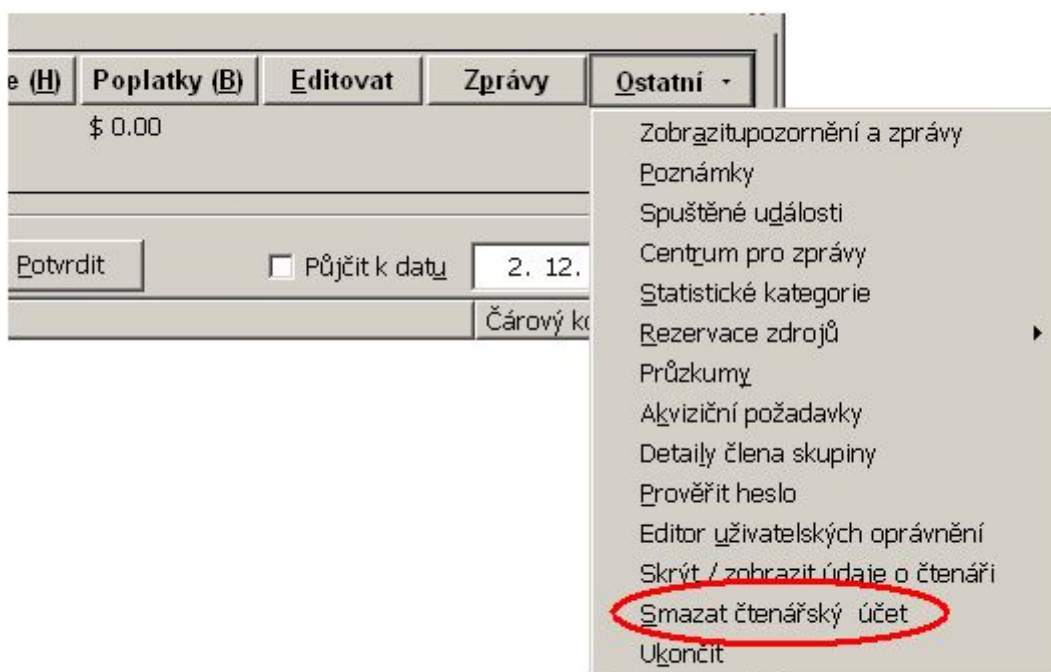 e (H) Poplatky (B) Editovat Zprávy Ostatní
$ 0.00
Zobrazitupozornění a zprávy
Poznámky
Spuštěné události
Centrum pro zprávy
Potvrdit Půjčit k datu 2. 12.
Statistické kategorie
Čárový
Rezervace zdrojů
Průzkumy
Akviziční požadavky
Detaily člena skupiny
Prověřit heslo
Editor uživatelských oprávnění
Skrýt / zobrazit údaje o čtenáři
Smazat čtenářský účet
Ukončit